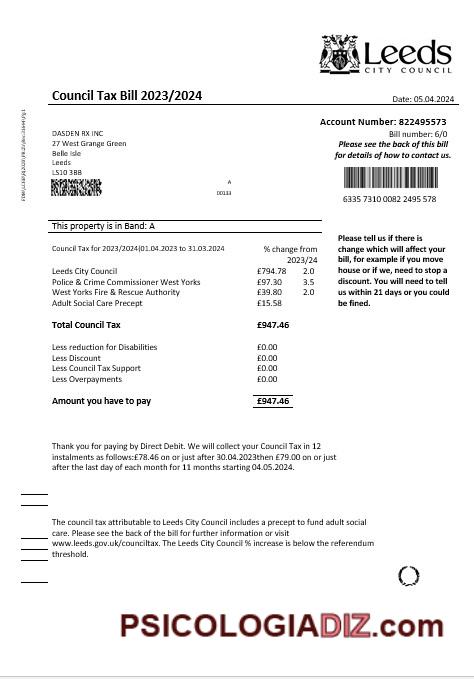 Leeds
CITY COUNCIL
Council Tax Bill 2023/2024
Date: 05.04.2024
Account Number: 822495573
Bill number: 6/0
Please see the back of this bill
for details of how to contact us.
DASDEN RX INC
27 West Grange Green
Belle Isle
Leeds
LS10 3BB
A
00133
6335 7310 0082 2495 578
This property is in Band: A
Council Tax for 2023/2024(01.04.2023 to 31.03.2024
% change from
2023/24
Leeds City Council £794.78 2.0
Police & Crime Commissioner West Yorks £97.30 3.5
West Yorks Fire & Rescue Authority £39.80 2.0
Adult Social Care Precept £15.58
Total Council Tax £947.46
Less reduction for Disabilities £0.00
Less Discount £0.00
Less Council Tax Support £0.00
Less Overpayments £0.00
Amount you have to pay £947.46
Please tell us if there is
change which will affect your
bill, for example if you move
house or if we, need to stop a
discount. You will need to tell
us within 21 days or you could
be fined.
Thank you for paying by Direct Debit. We will collect your Council Tax in 12
instalments as follows:£78.46 on or just after 30.04.2023then £79.00 on or just
after the last day of each month for 11 months starting 04.05.2024.
The council tax attributable to Leeds City Council includes a precept to fund adult social
care. Please see the back of the bill for further information or visit
www.leeds.gov.uk/counciltax. The Leeds City Council % increase is below the referendum
threshold.
PSICOLOGIADIZ.com